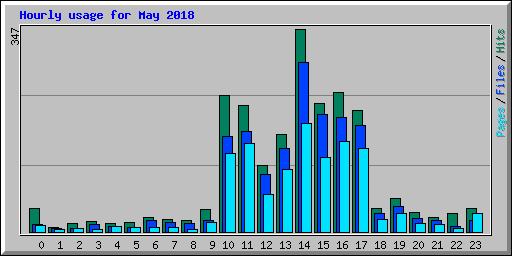 Hourly usage for May 2018
347
Pages/Files/Hits
0 1 2 3 4 5 6 7 8 9 10 11 12 13 14 15 16 17 18 19 20 21 22 23